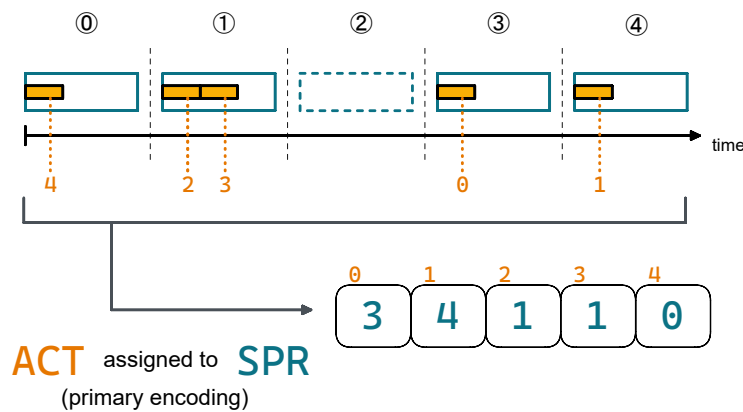 ⓪ ① ② ③ ④
time
4 2 3 0 1
0 1 2 3 4
3 4 1 1 0
ACT assigned to SPR
(primary encoding)